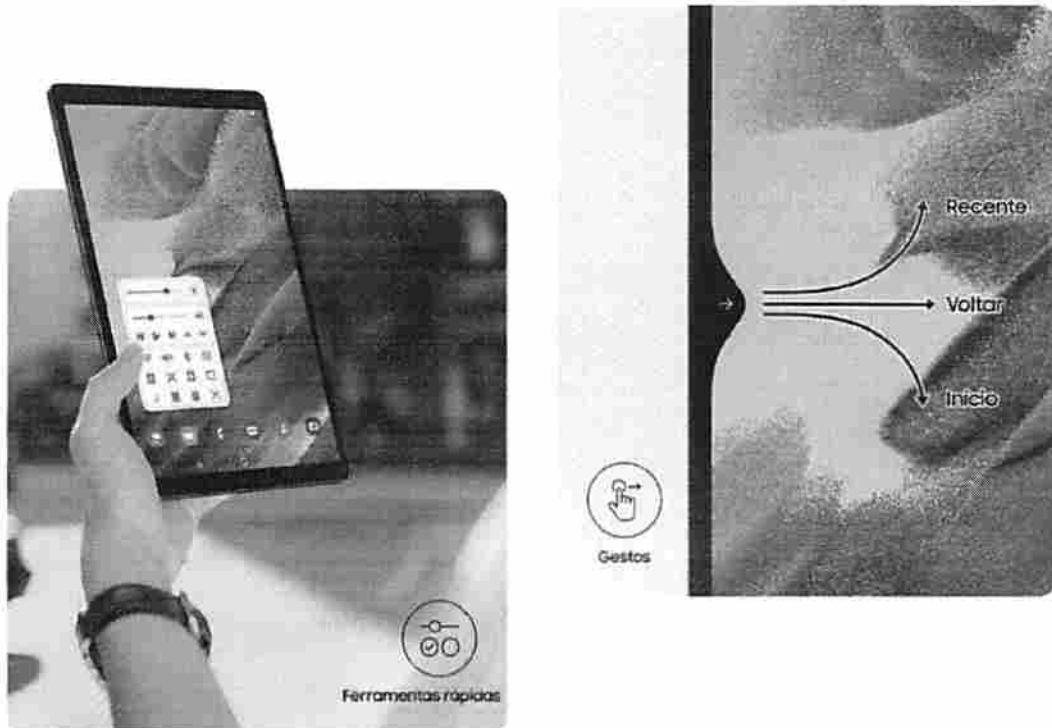 Ferramentas rápidas
Recente
Voltar
Início
Gestos